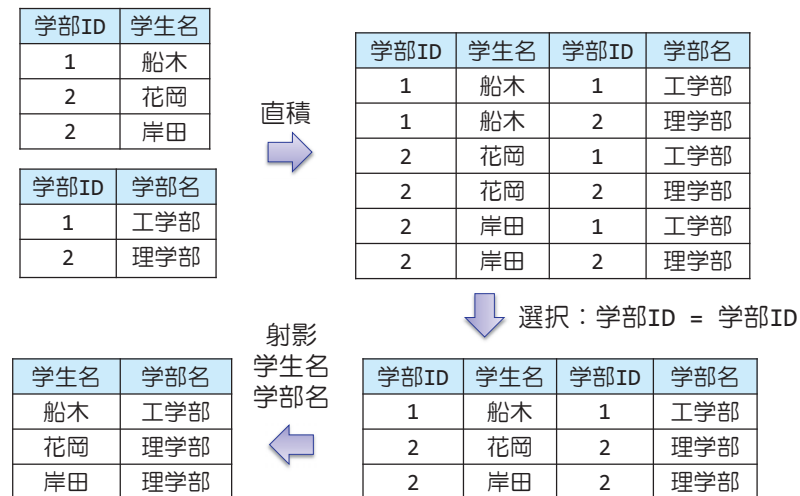 学部ID 学生名
1 船木
2 花岡
2 岸田
学部ID 学部名
1 工学部
2 理学部
直積
学部ID 学生名 学部ID 学部名
1 船木 1 工学部
1 船木 2 理学部
2 花岡 1 工学部
2 花岡 2 理学部
2 岸田 1 工学部
2 岸田 2 理学部
選択：学部ID = 学部ID
学部ID 学生名 学部ID 学部名
1 船木 1 工学部
2 花岡 2 理学部
2 岸田 2 理学部
射影
学生名
学部名
学生名 学部名
船木 工学部
花岡 理学部
岸田 理学部